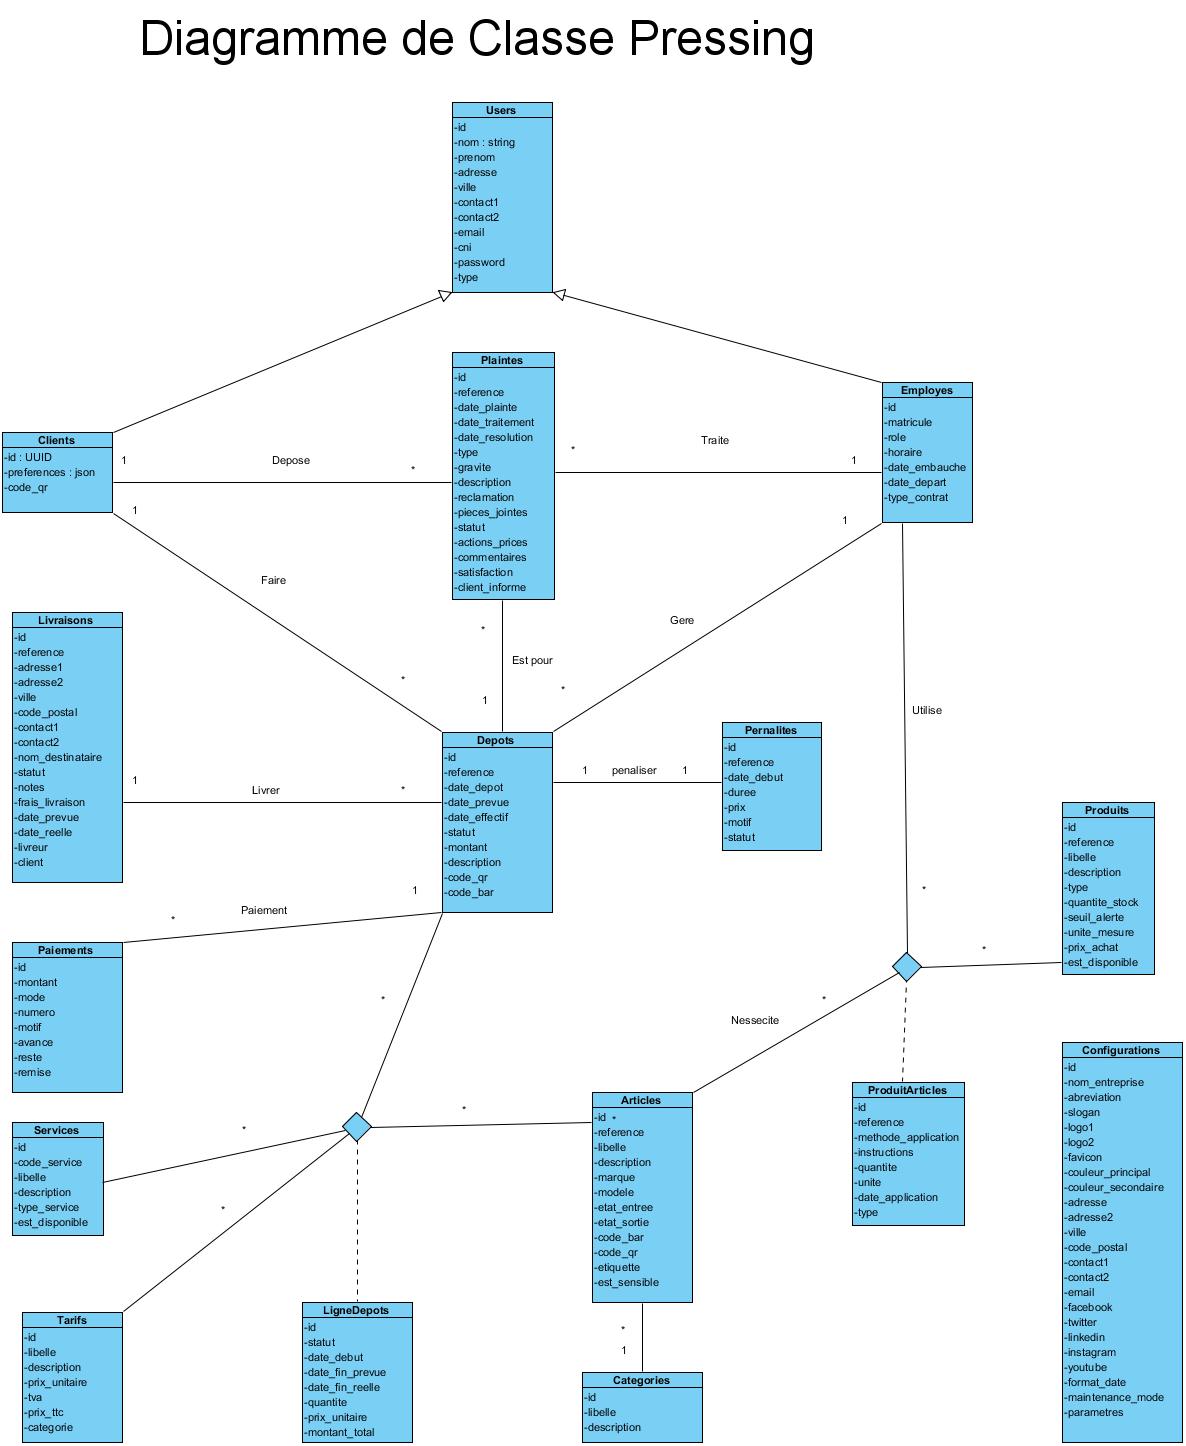 Diagramme de Classe Pressing
Users
-id
-nom : string
-prenom
-adresse
-ville
-contact1
-contact2
-email
-cni
-password
-type
Plaintes
-id
-reference
-date_plainte
-date_traitement
-date_resolution
-type
-gravite
-description
-reclamation
-pieces_jointes
-statut
-actions_prices
-commentaires
-satisfaction
-client_informe
Employes
-id
-matricule
-role
-horaire
-date_embauche
-date_depart
-type_contrat
Clients
-id : UUID
-preferences : json
-code_qr
1
Depose
*
*
Traite
1
1
Faire
*
*
Est pour
1
1
Gere
*
Utilise
*
Livraisons
-id
-reference
-adresse1
-adresse2
-ville
-code_postal
-contact1
-contact2
-nom_destinataire
-statut
-notes
-frais_livraison
-date_prevue
-date_reelle
-livreur
-client
1
Livrer
*
Depots
-id
-reference
-date_depot
-date_prevue
-date_effectif
-statut
-montant
-description
-code_qr
-code_bar
1
penaliser
1
Pernalites
-id
-reference
-date_debut
-duree
-prix
-motif
-statut
Produits
-id
-reference
-libelle
-description
-type
-quantite_stock
-seuil_alerte
-unite_mesure
-prix_achat
-est_disponible
*
1
Paiement
*
Paiements
-id
-montant
-mode
-numero
-motif
-avance
-reste
-remise
*
*
Nessecite
Services
-id
-code_service
-libelle
-description
-type_service
-est_disponible
*
*
*
Articles
-id
*
-reference
-libelle
-description
-marque
-modele
-etat_entree
-etat_sortie
-code_bar
-code_qr
-etiquette
-est_sensible
ProduitArticles
-id
-reference
-methode_application
-instructions
-quantite
-unite
-date_application
-type
Configurations
-id
-nom_entreprise
-abreviation
-slogan
-logo1
-logo2
-favicon
-couleur_principal
-couleur_secondaire
-adresse
-adresse2
-ville
-code_postal
-contact1
-contact2
-email
-facebook
-twitter
-linkedin
-instagram
-youtube
-format_date
-maintenance_mode
-parametres
Tarifs
-id
-libelle
-description
-prix_unitaire
-tva
-prix_ttc
-categorie
LigneDepots
-id
-statut
-date_debut
-date_fin_prevue
-date_fin_reelle
-quantite
-prix_unitaire
-montant_total
*
1
Categories
-id
-libelle
-description